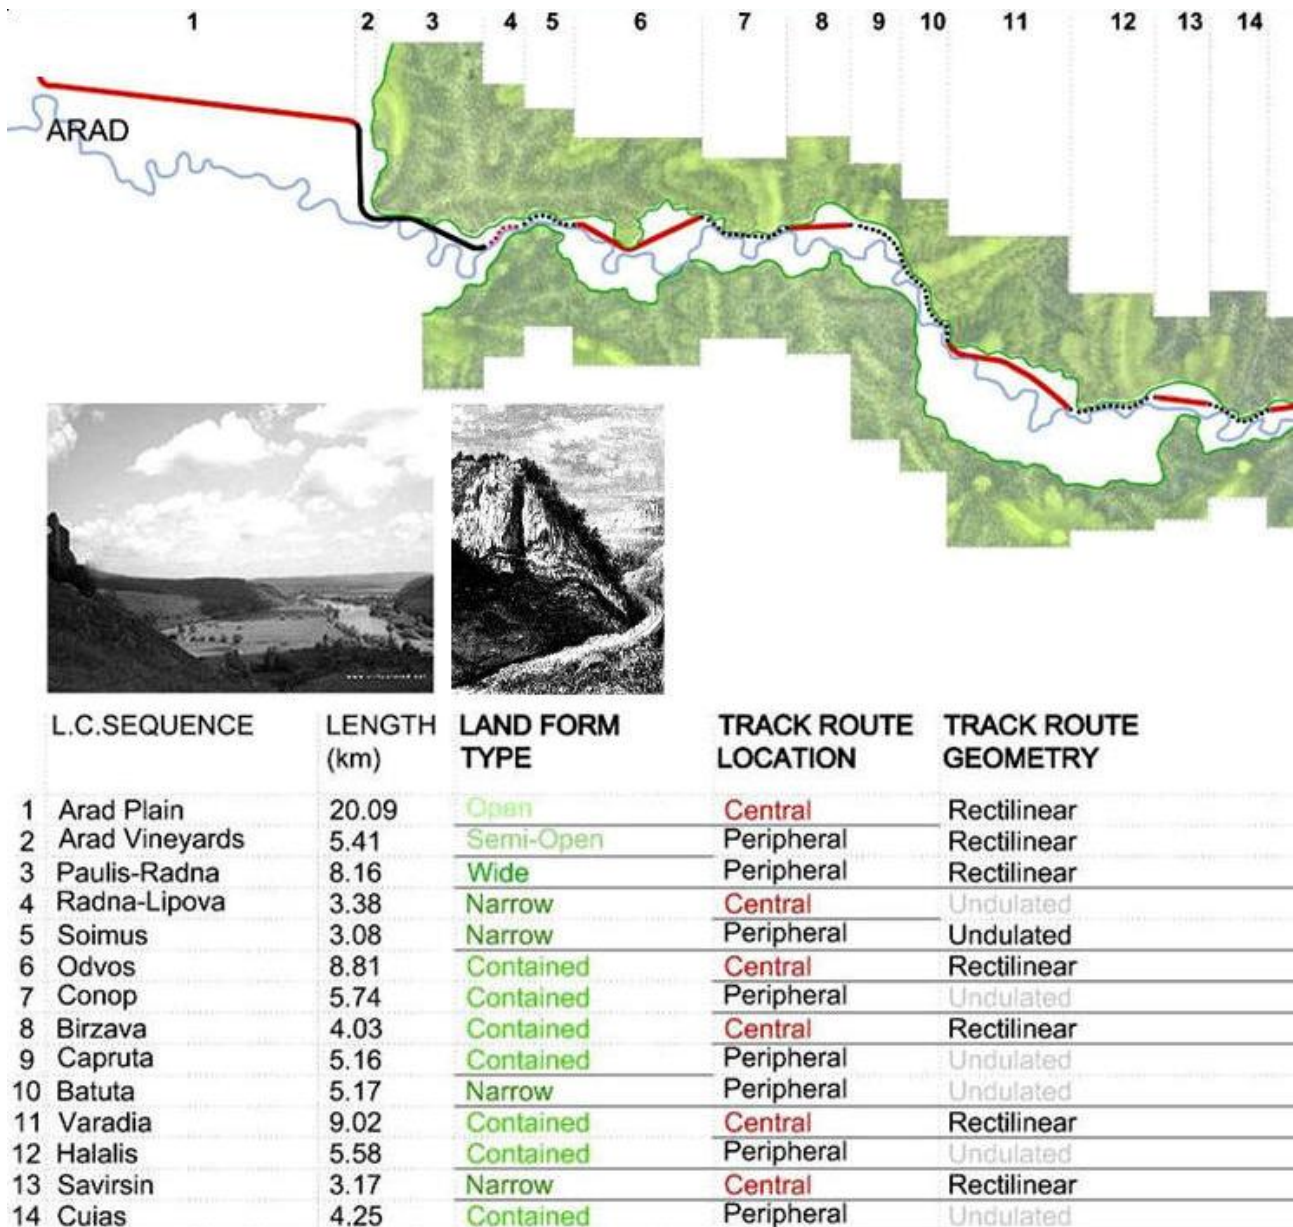 1 2 3 4 5 6 7 8 9 10 11 12 13 14
ARAD
L.C.SEQUENCE LENGTH (km) LAND FORM TYPE TRACK ROUTE LOCATION TRACK ROUTE GEOMETRY
1 Arad Plain 20.09 Open Central Rectilinear
2 Arad Vineyards 5.41 Semi-Open Peripheral Rectilinear
3 Paulis-Radna 8.16 Wide Peripheral Rectilinear
4 Radna-Lipova 3.38 Narrow Central Undulated
5 Soimus 3.08 Narrow Peripheral Undulated
6 Odvos 8.81 Contained Central Rectilinear
7 Conop 5.74 Contained Peripheral Undulated
8 Birzava 4.03 Contained Central Rectilinear
9 Capruta 5.16 Contained Peripheral Undulated
10 Batuta 5.17 Narrow Peripheral Undulated
11 Varadia 9.02 Contained Central Rectilinear
12 Halalis 5.58 Contained Peripheral Undulated
13 Savirsin 3.17 Narrow Central Rectilinear
14 Cuias 4.25 Contained Peripheral Undulated